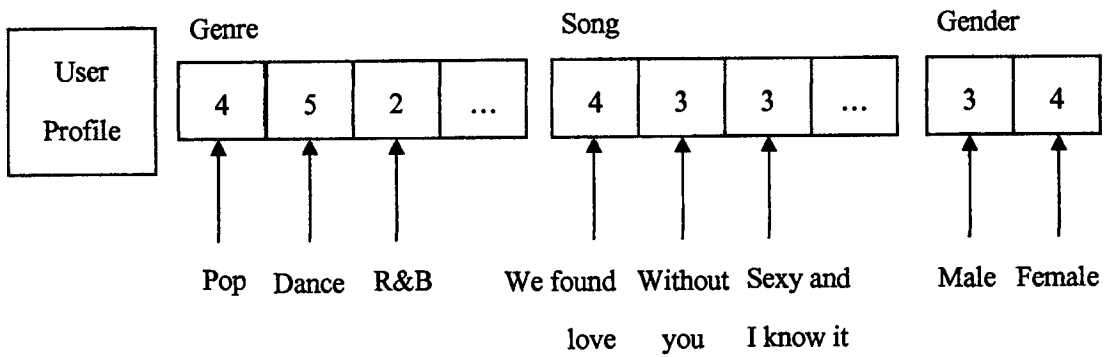 Genre Song Gender
User Profile
4 5 2 ... 4 3 3 ... 3 4
Pop Dance R&B We found love Without you Sexy and I know it Male Female